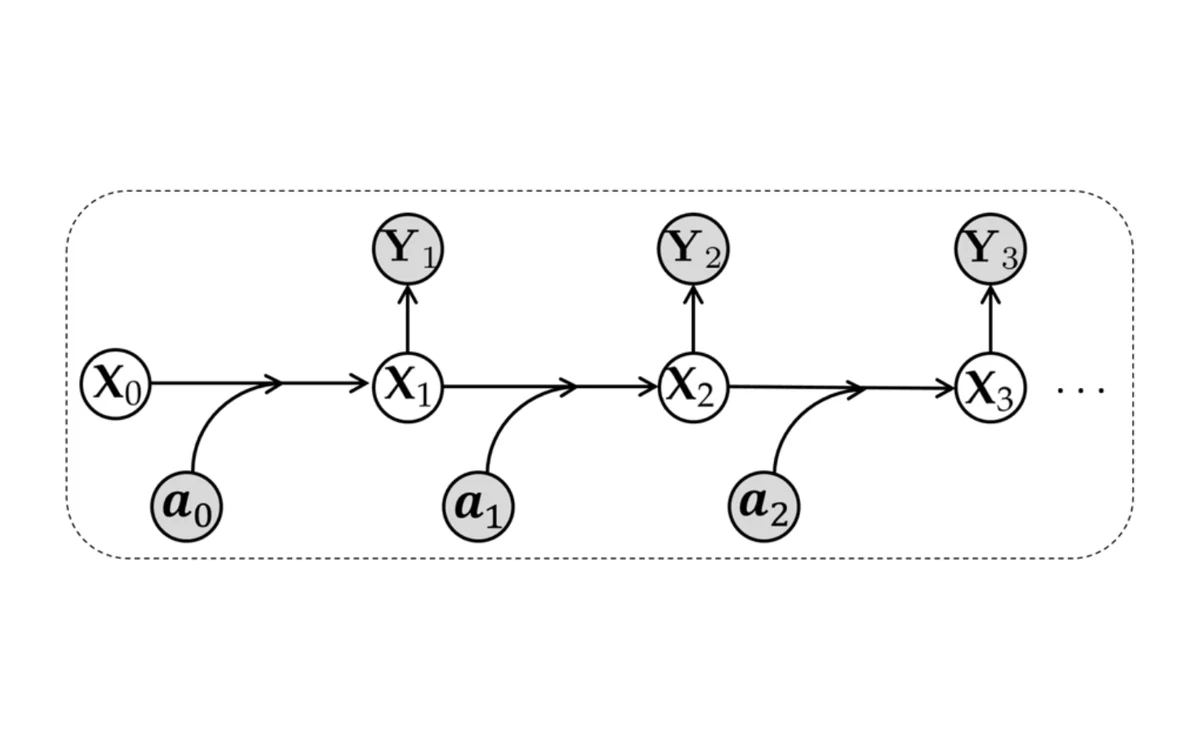 Y₁ Y₂ Y₃
X₀ X₁ X₂ X₃ ...
a₀ a₁ a₂